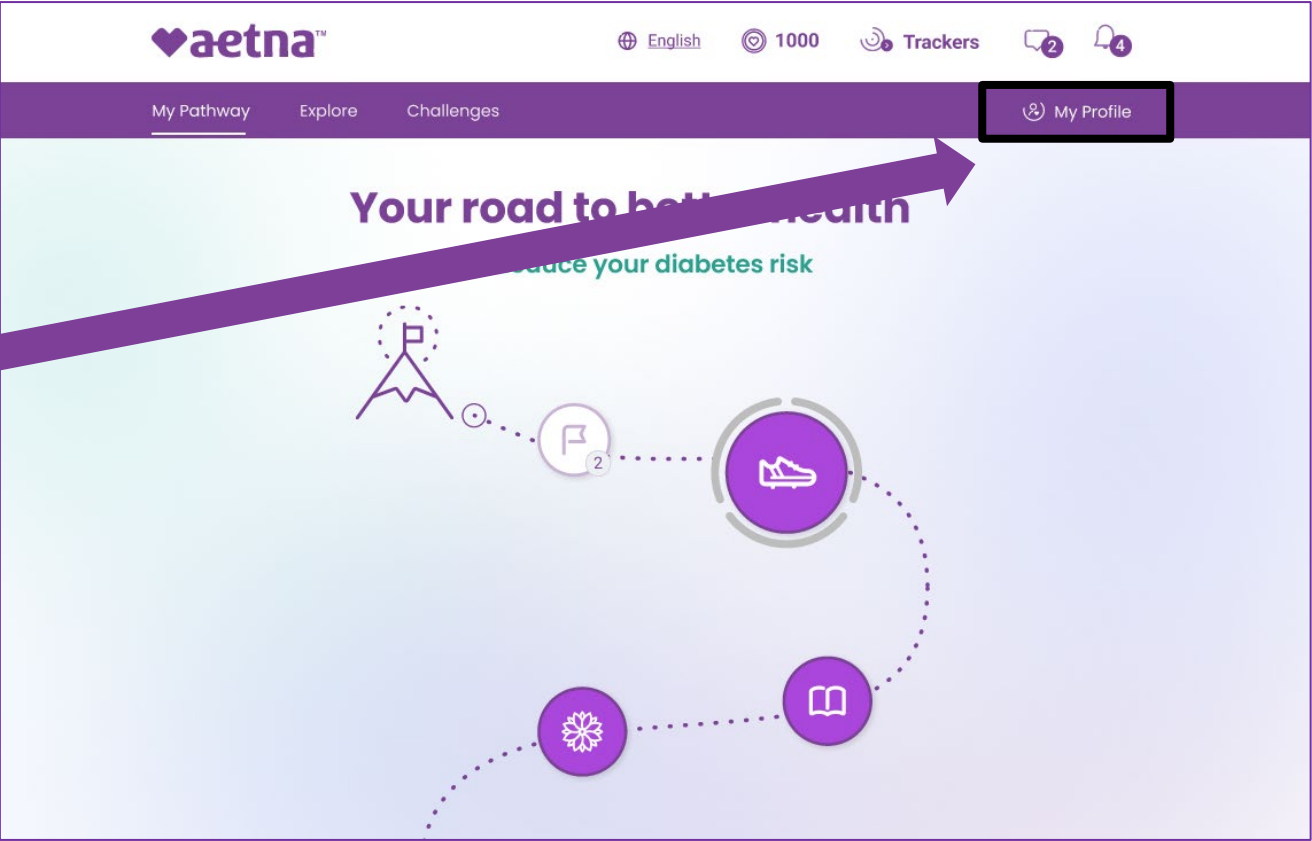 aetna™
English 1000 Trackers 2 4
My Pathway Explore Challenges My Profile
Your road to health
your diabetes risk
2